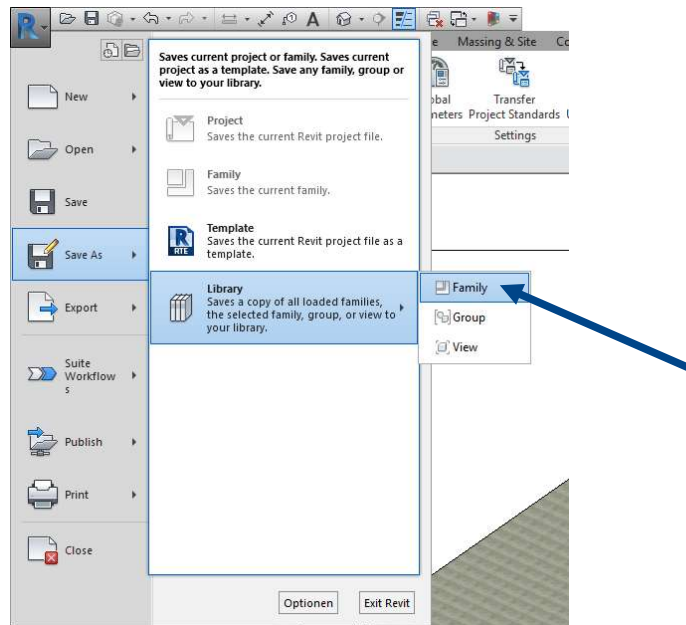 R
A
e Massing & Site Co
Saves current project or family. Saves current
project as a template. Save any family, group or
view to your library.
Transfer
Project Standards
Settings
New
Open
Save
Save As
Export
Suite
Workflow
s
Publish
Print
Close
Project
Saves the current Revit project file.
Family
Saves the current family.
R
RTE
Template
Saves the current Revit project file as a
template.
Library
Saves a copy of all loaded families,
the selected family, group, or view to
your library.
Family
Group
View
Optionen
Exit Revit